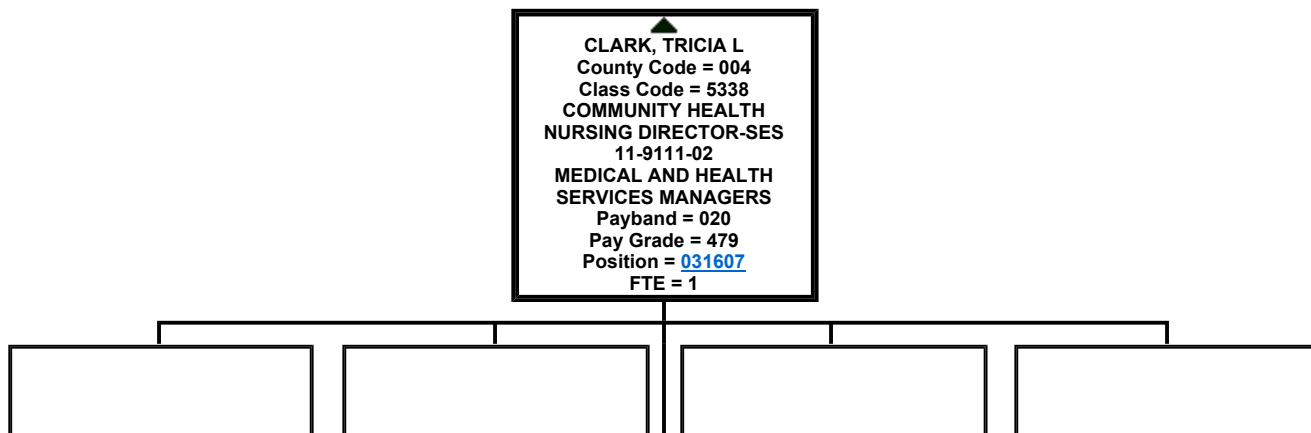 CLARK, TRICIA L
County Code = 004
Class Code = 5338
COMMUNITY HEALTH
NURSING DIRECTOR-SES
11-9111-02
MEDICAL AND HEALTH
SERVICES MANAGERS
Payband = 020
Pay Grade = 479
Position = 031607
FTE = 1